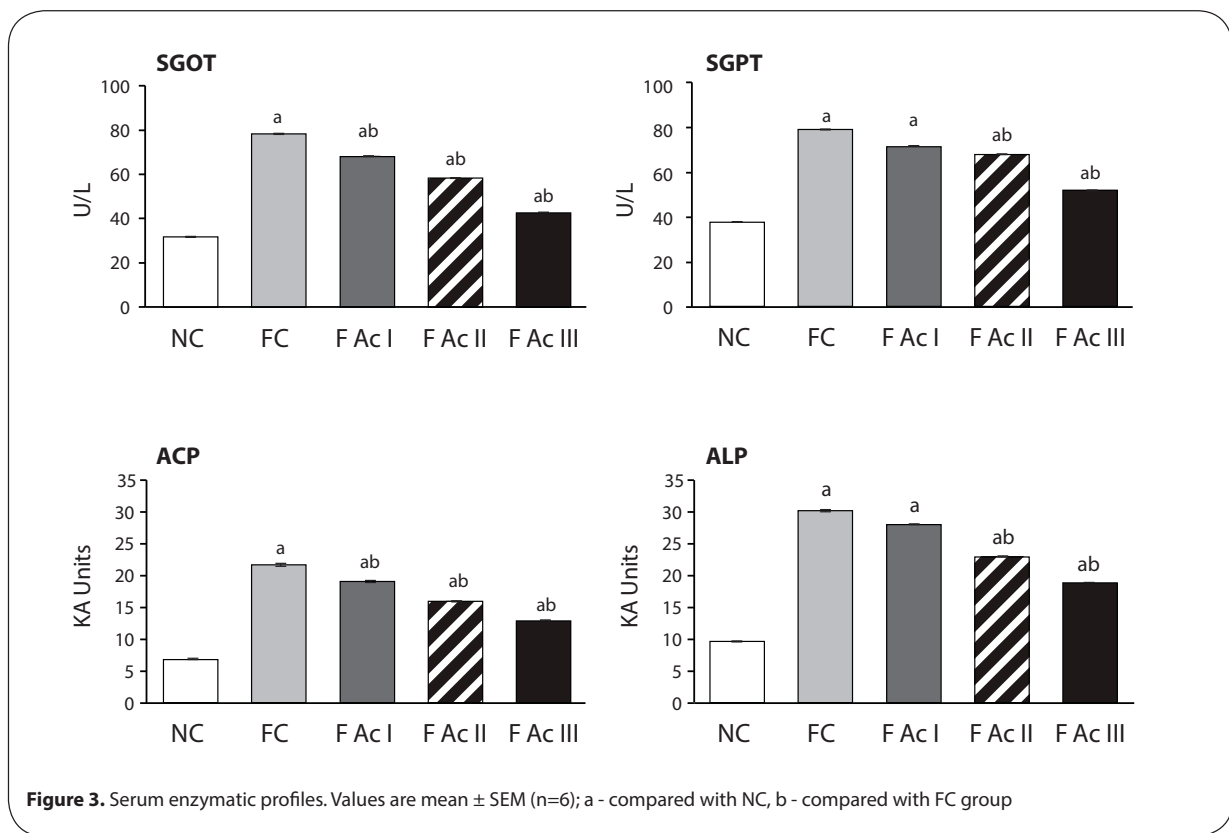 SGOT
100
80
60
40
20
0
U/L
a
ab
ab
ab
NC FC F Ac I F Ac II F Ac III
SGPT
100
80
60
40
20
0
U/L
a
a
ab
ab
NC FC F Ac I F Ac II F Ac III
ACP
35
30
25
20
15
10
5
0
KA Units
a
ab
ab
ab
NC FC F Ac I F Ac II F Ac III
ALP
35
30
25
20
15
10
5
0
KA Units
a
a
ab
ab
NC FC F Ac I F Ac II F Ac III
Figure 3. Serum enzymatic profiles. Values are mean ± SEM (n=6); a - compared with NC, b - compared with FC group